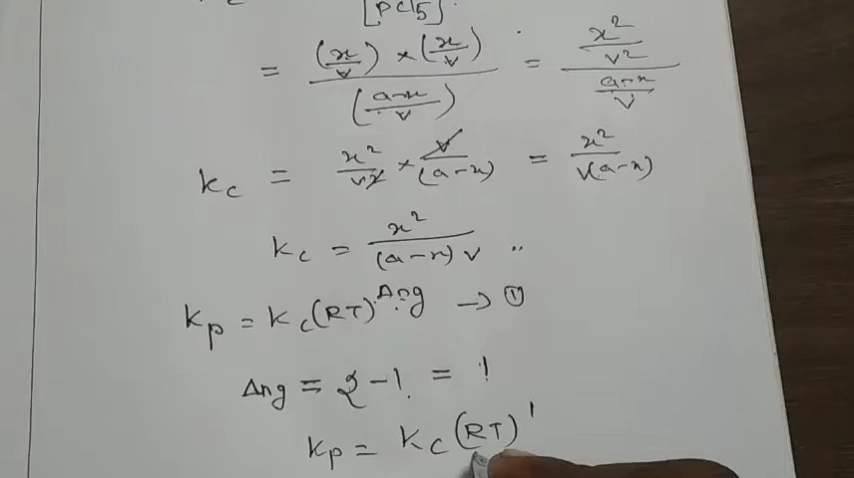 [PCl5]
= (x/v) × (x/v) / ((a-x)/v) = x²/v² / (a-x)/v
Kc = x²/v² × v/(a-x) = x²/v(a-x)
Kc = x²/(a-x) v ..
Kp = Kc(RT)^Δng → ①
Δng = 2 - 1 = 1
Kp = Kc (RT)¹